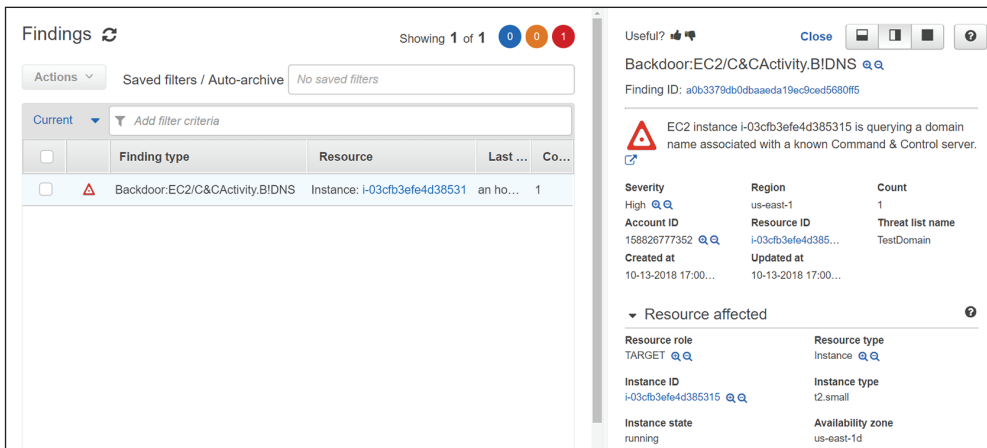 Findings
Showing 1 of 1 0 0 1
Actions
Saved filters / Auto-archive No saved filters
Current Add filter criteria
Finding type Resource Last ... Co...
Backdoor:EC2/C&CActivity.B!DNS Instance: i-03cfb3efe4d38531 an ho... 1
Useful? Close ?
Backdoor:EC2/C&CActivity.B!DNS
Finding ID: a0b3379db0dbaaeda19ec9ced5680ff5
EC2 instance i-03cfb3efe4d385315 is querying a domain
name associated with a known Command & Control server.
Severity Region Count
High us-east-1 1
Account ID Resource ID Threat list name
158826777352 i-03cfb3efe4d385... TestDomain
Created at Updated at
10-13-2018 17:00... 10-13-2018 17:00...
Resource affected ?
Resource role Resource type
TARGET Instance
Instance ID Instance type
i-03cfb3efe4d385315 t2.small
Instance state Availability zone
running us-east-1d